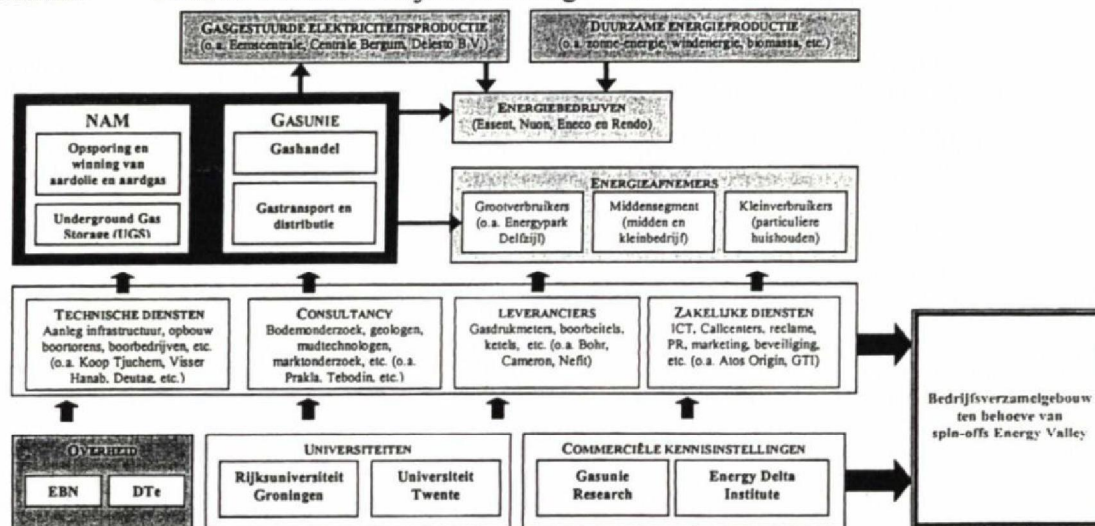 GASGESTUURDE ELEKTRICITEITSPRODUCTIE
(o.a. Eemscentrale, Centrale Bergum, Delesto B.V.)
DUURZAME ENERGIEPRODUCTIE
(o.a. zonne-energie, windenergie, biomassa, etc.)
NAM
Opsporing en
winning van
aardolie en aardgas
Underground Gas
Storage (UGS)
GASUNIE
Gashandel
Gastransport en
distributie
ENERGIEBEDRIJVEN
(Essent, Nuon, Eneco en Rendo)
ENERGIEAFNEMERS
Grootverbruikers
(o.a. Energypark
Delfzijl)
Middensegment
(midden en
kleinbedrijf)
Kleinverbruikers
(particuliere
huishouden)
TECHNISCHE DIENSTEN
Aanleg infrastructuur, opbouw
boortorens, boorbedrijven, etc.
(o.a. Koop Tjuchem, Visser
Hanab, Deutag, etc.)
CONSULTANCY
Bodemonderzoek, geologen,
mudtechnologen,
marktonderzoek, etc. (o.a.
Prakla, Tebodin, etc.)
LEVERANCIERS
Gasdrukmeters, boorbeitels,
ketels, etc. (o.a. Bohr,
Cameron, Nefit)
ZAKELIJKE DIENSTEN
ICT, Callcenters, reclame,
PR, marketing, beveiliging,
etc. (o.a. Atos Origin, GTI)
Bedrijfsverzamelgebouw
ten behoeve van
spin-offs Energy Valley
OVERHEID
EBN
DTe
UNIVERSITEITEN
Rijksuniversiteit
Groningen
Universiteit
Twente
COMMERCIËLE KENNISINSTELLINGEN
Gasunie
Research
Energy Delta
Institute